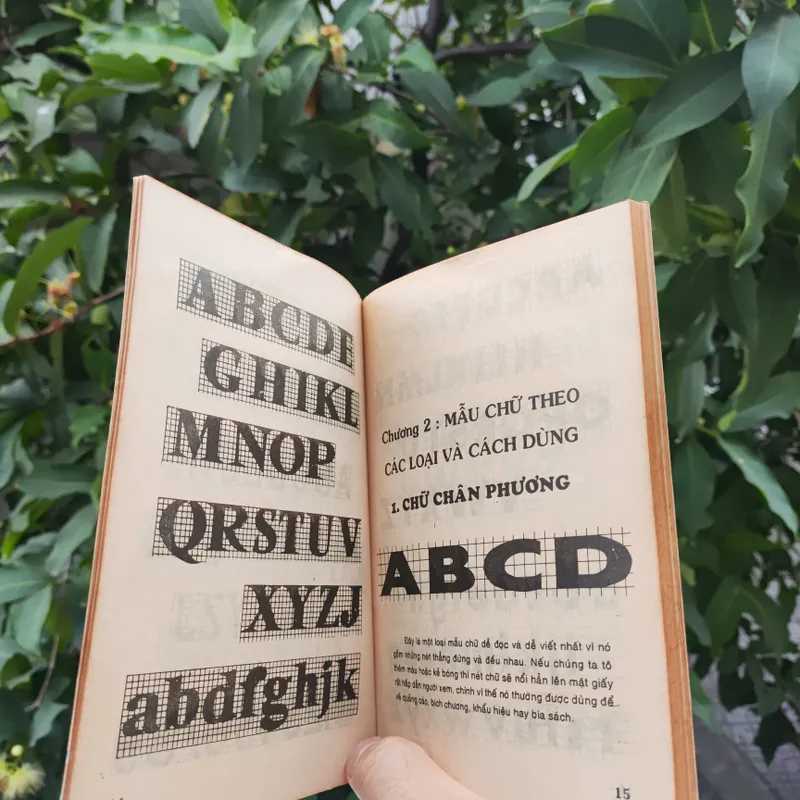 ABCDE
GHIKL
MNOP
QRSTUV
XYZJ
abdfghjk
Chương 2 : MẪU CHỮ THEO
CÁC LOẠI VÀ CÁCH DÙNG
1. CHỮ CHÂN PHƯƠNG
ABCD
Đây là một loại mẫu chữ dễ đọc và dễ viết nhất vì nó
gồm những nét thẳng đứng và đều nhau. Nếu chúng ta tô
thêm màu hoặc kẻ bóng thì nét chữ sẽ nổi hẳn lên mặt giấy
rất hấp dẫn người xem, chính vì thế nó thường được dùng để...
vẽ quảng cáo, bích chương, khẩu hiệu hay bìa sách.
15